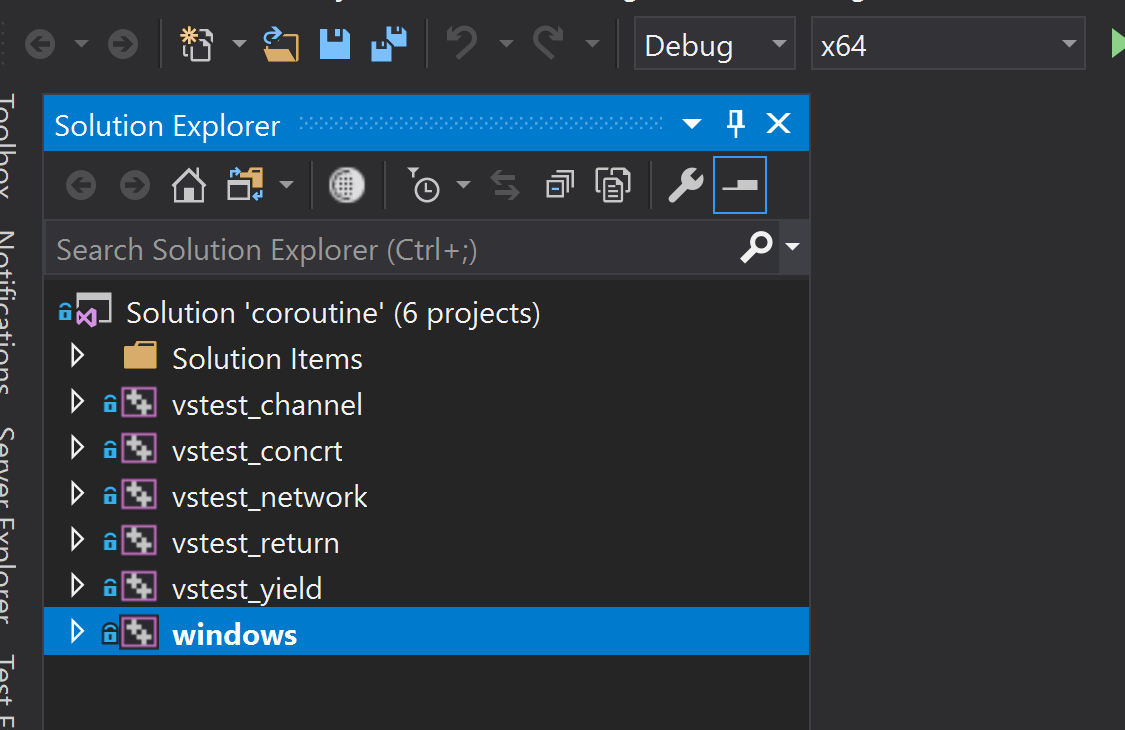 Debug
x64
Toolbox
Notifications
Server Explorer
Solution Explorer
Search Solution Explorer (Ctrl+;)
Solution 'coroutine' (6 projects)
Solution Items
vstest_channel
vstest_concrt
vstest_network
vstest_return
vstest_yield
windows
Test